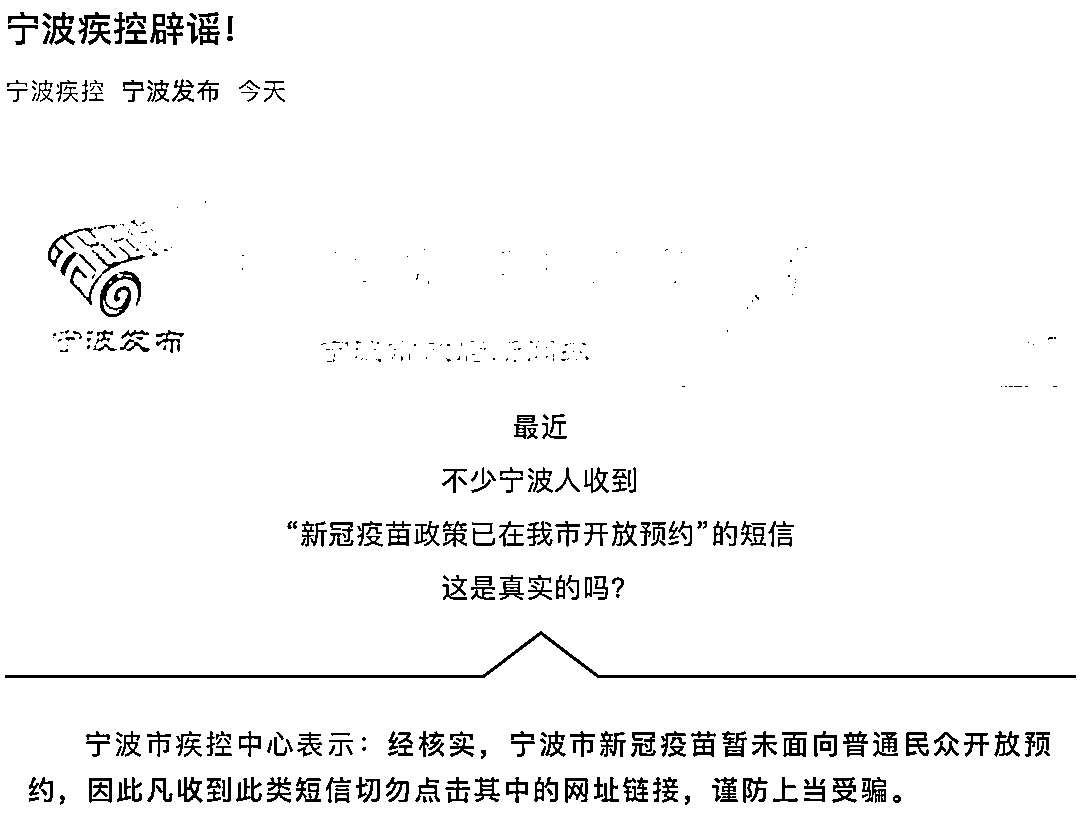 宁波疾控辟谣!
宁波疾控 宁波发布 今天
宁波发布
最近
不少宁波人收到
“新冠疫苗政策已在我市开放预约”的短信
这是真实的吗?
宁波市疾控中心表示：经核实，宁波市新冠疫苗暂未面向普通民众开放预
约，因此凡收到此类短信切勿点击其中的网址链接，谨防上当受骗。